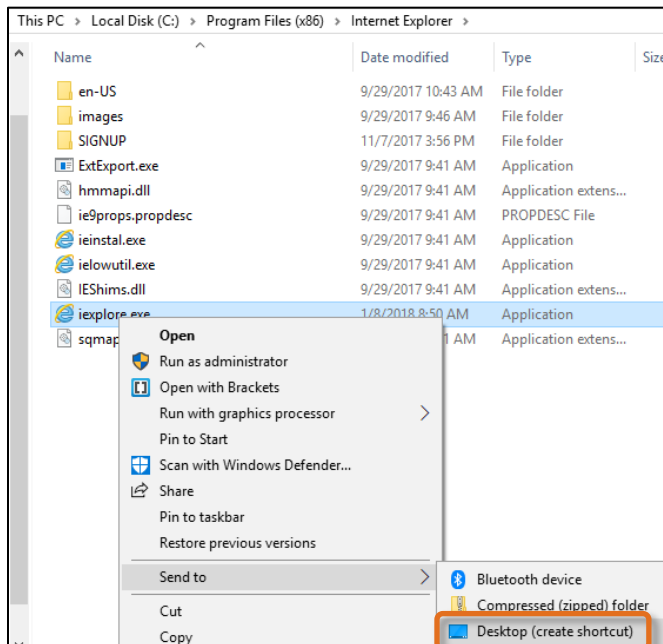 This PC > Local Disk (C:) > Program Files (x86) > Internet Explorer >
Name Date modified Type Size
en-US 9/29/2017 10:43 AM File folder
images 9/29/2017 9:46 AM File folder
SIGNUP 11/7/2017 3:56 PM File folder
ExtExport.exe 9/29/2017 9:41 AM Application
hmmapi.dll 9/29/2017 9:41 AM Application extens...
ie9props.propdesc 9/29/2017 9:41 AM PROPDESC File
ieinstal.exe 9/29/2017 9:41 AM Application
ielowutil.exe 9/29/2017 9:41 AM Application
IEShims.dll 9/29/2017 9:41 AM Application extens...
iexplore.exe 1/8/2018 8:50 AM Application
sqmap 1 AM Application extens...
Open
Run as administrator
Open with Brackets
Run with graphics processor
Pin to Start
Scan with Windows Defender...
Share
Pin to taskbar
Restore previous versions
Send to
Bluetooth device
Compressed (zipped) folder
Desktop (create shortcut)
Cut
Copy